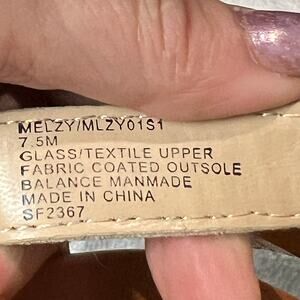 MELZY/MLZY01S1
7.5M
GLASS/TEXTILE UPPER
FABRIC COATED OUTSOLE
BALANCE MANMADE
MADE IN CHINA
SF2367